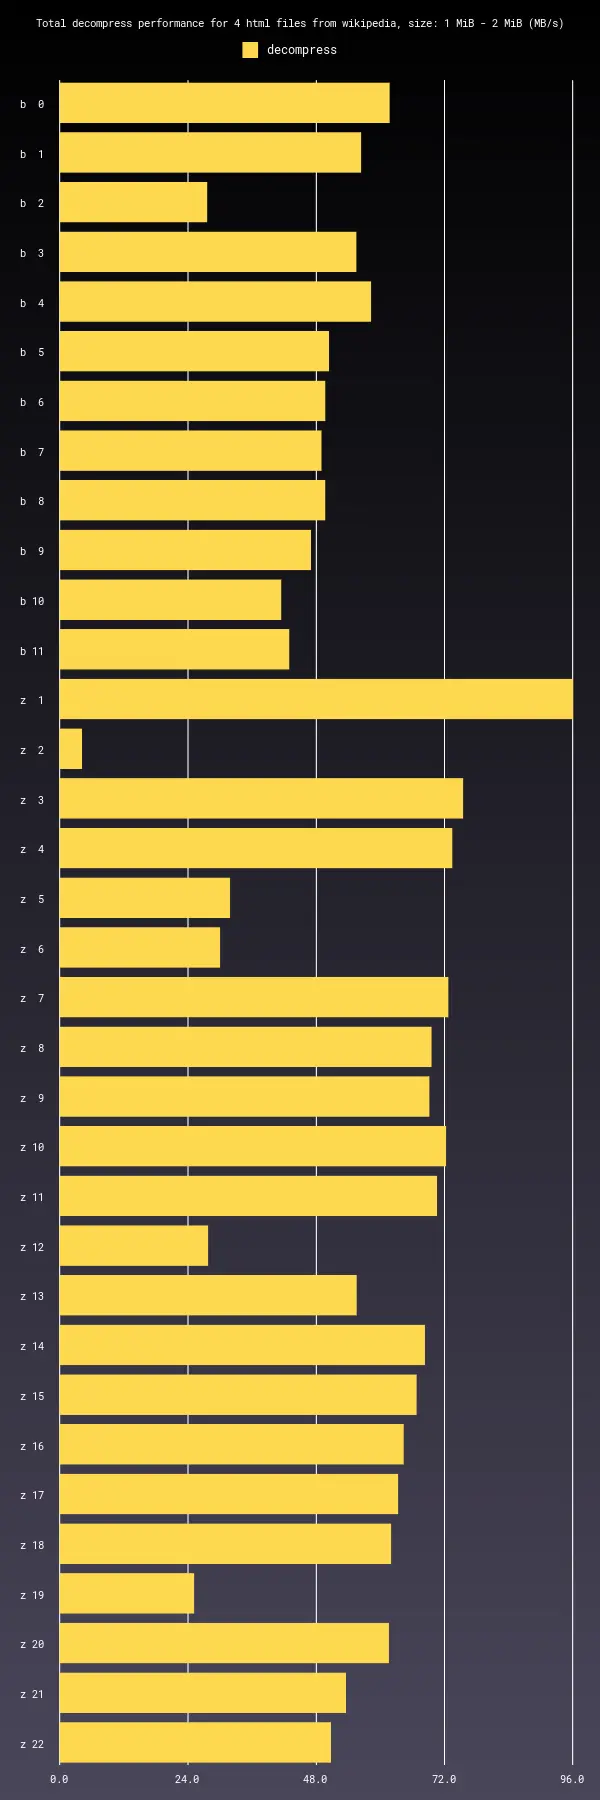 Total decompress performance for 4 html files from wikipedia, size: 1 MiB - 2 MiB (MB/s)
decompress
b 0
b 1
b 2
b 3
b 4
b 5
b 6
b 7
b 8
b 9
b 10
b 11
z 1
z 2
z 3
z 4
z 5
z 6
z 7
z 8
z 9
z 10
z 11
z 12
z 13
z 14
z 15
z 16
z 17
z 18
z 19
z 20
z 21
z 22
0.0 24.0 48.0 72.0 96.0